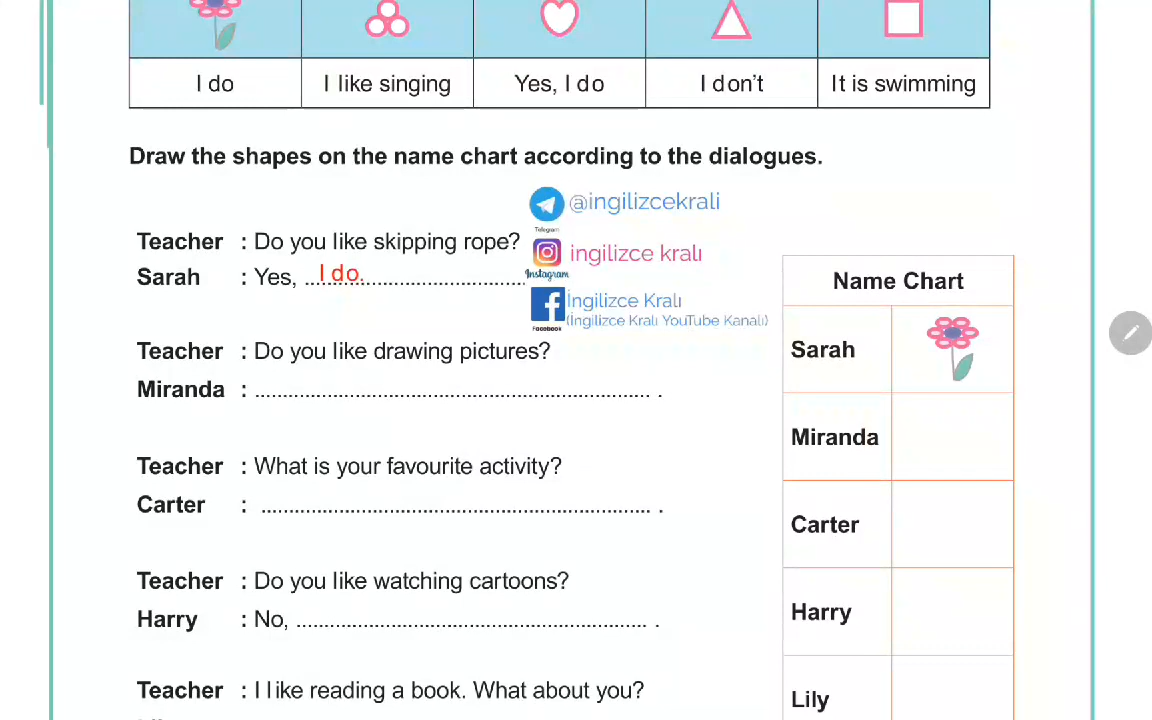 I do
I like singing
Yes, I do
I don't
It is swimming
Draw the shapes on the name chart according to the dialogues.
@ingilizcekrali
Telegram
Teacher : Do you like skipping rope?
ingilizce kralı
Instagram
Sarah : Yes, I do.
İngilizce Kralı
(İngilizce Kralı YouTube Kanalı)
Facebook
Teacher : Do you like drawing pictures?
Miranda : .
Teacher : What is your favourite activity?
Carter : .
Teacher : Do you like watching cartoons?
Harry : No, .
Teacher : I like reading a book. What about you?
Name Chart
Sarah
Miranda
Carter
Harry
Lily